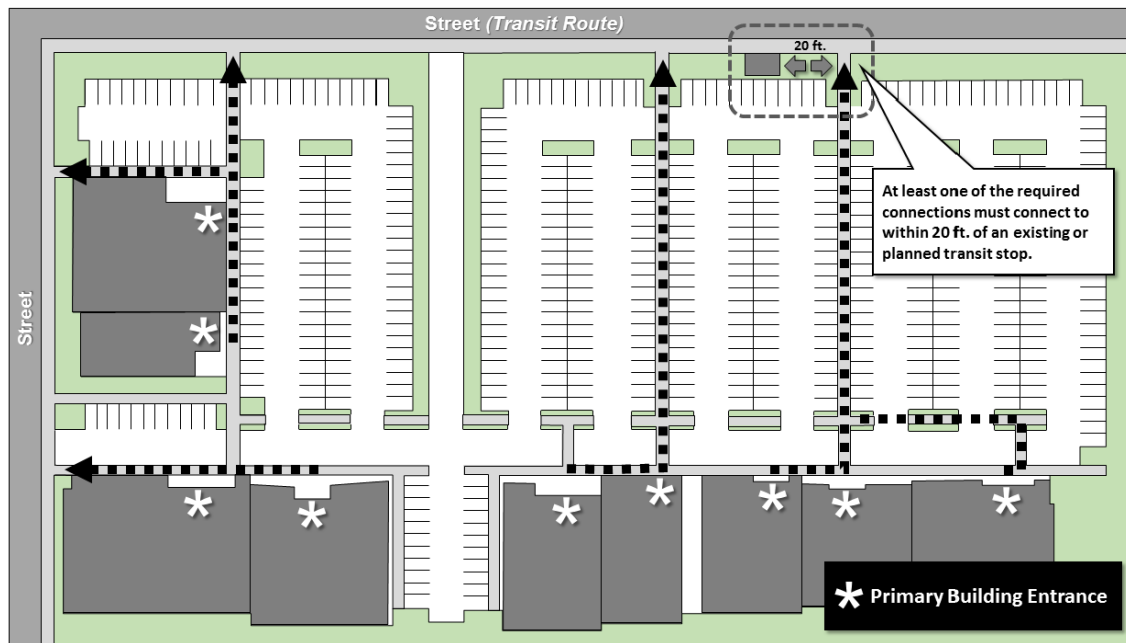 Street (Transit Route)
20 ft.
At least one of the required
connections must connect to
within 20 ft. of an existing or
planned transit stop.
Street
* Primary Building Entrance